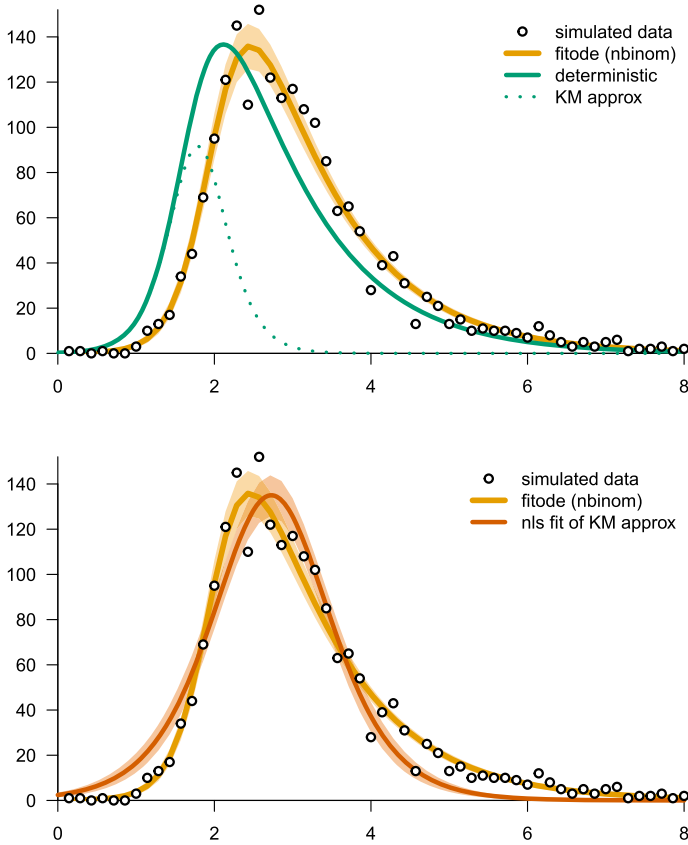 140
120
100
80
60
40
20
0
0 2 4 6 8
simulated data
fitode (nbinom)
deterministic
KM approx
140
120
100
80
60
40
20
0
0 2 4 6 8
simulated data
fitode (nbinom)
nls fit of KM approx